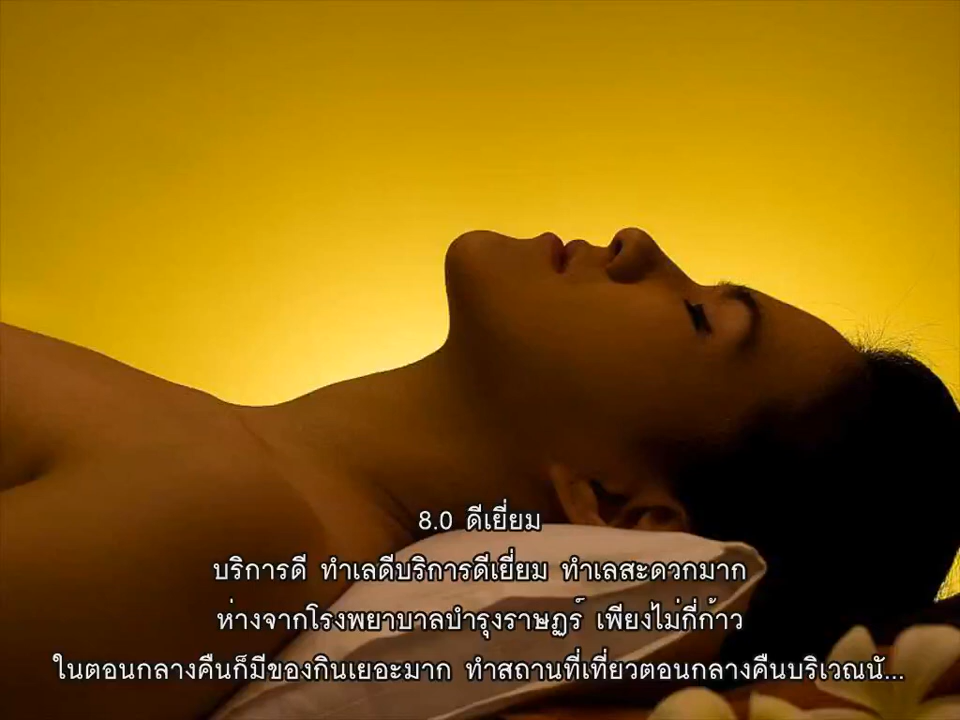 8.0 ดีเยี่ยม
บริการดี ทำเลดีบริการดีเยี่ยม ทำเลสะดวกมาก
ห่างจากโรงพยาบาลบำรุงราษฏร์ เพียงไม่กี่ก้าว
ในตอนกลางคืนก็มีของกินเยอะมาก ทำสถานที่เที่ยวตอนกลางคืนบริเวณนั...